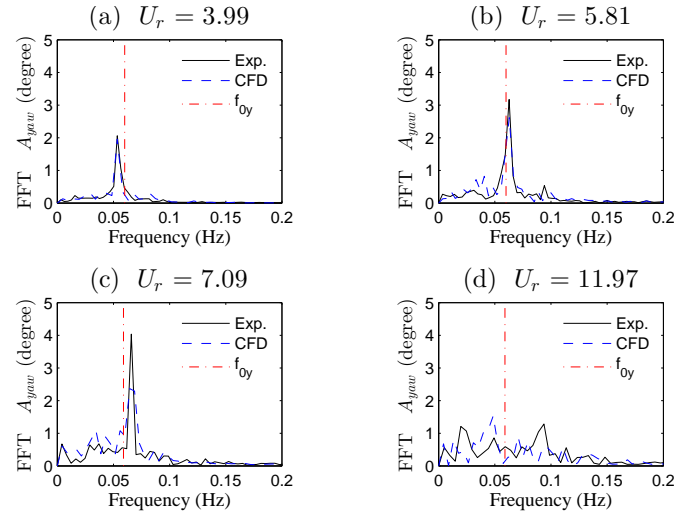 (a) U_r = 3.99
5
4
3
2
1
0
FFT A_yaw (degree)
Exp.
CFD
f_0y
0 0.05 0.1 0.15 0.2
Frequency (Hz)
(b) U_r = 5.81
5
4
3
2
1
0
FFT A_yaw (degree)
Exp.
CFD
f_0y
0 0.05 0.1 0.15 0.2
Frequency (Hz)
(c) U_r = 7.09
5
4
3
2
1
0
FFT A_yaw (degree)
Exp.
CFD
f_0y
0 0.05 0.1 0.15 0.2
Frequency (Hz)
(d) U_r = 11.97
5
4
3
2
1
0
FFT A_yaw (degree)
Exp.
CFD
f_0y
0 0.05 0.1 0.15 0.2
Frequency (Hz)